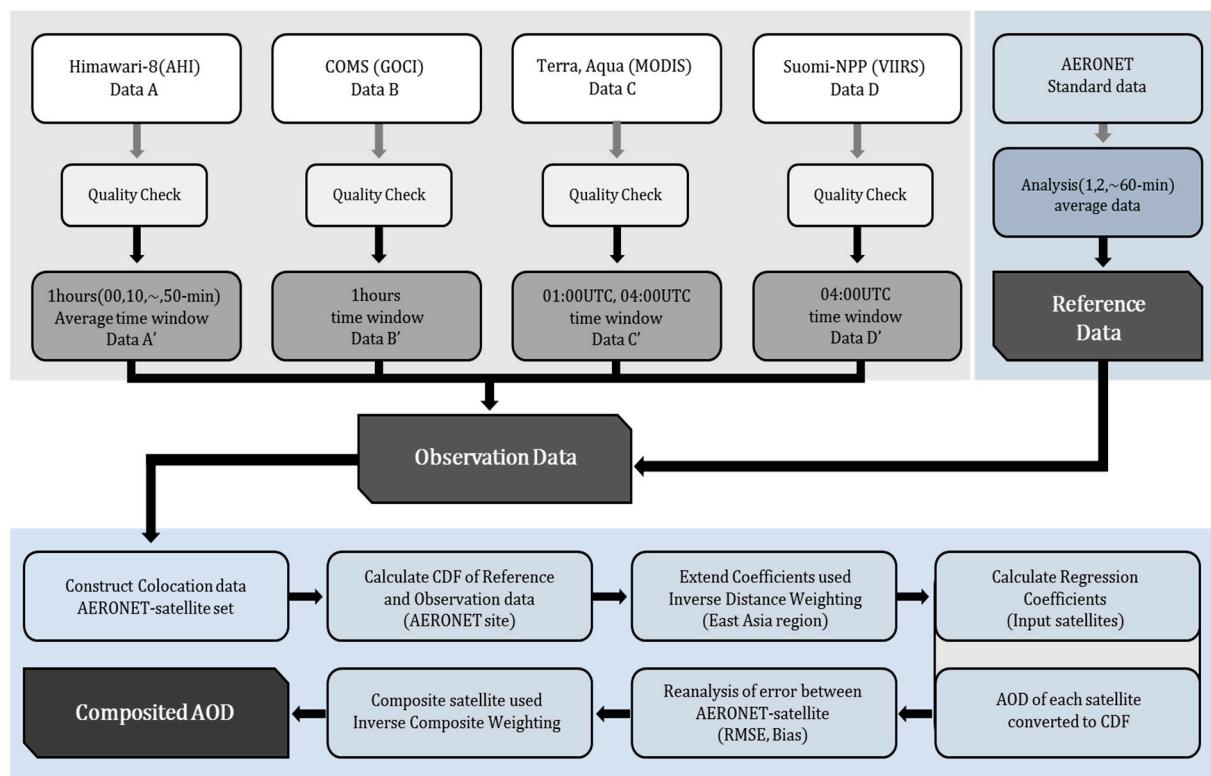 Himawari-8(AHI)
Data A
COMS (GOCI)
Data B
Terra, Aqua (MODIS)
Data C
Suomi-NPP (VIIRS)
Data D
AERONET
Standard data
Quality Check
Quality Check
Quality Check
Quality Check
Analysis(1,2,~60-min)
average data
1hours(00,10,~,50-min)
Average time window
Data A’
1hours
time window
Data B’
01:00UTC, 04:00UTC
time window
Data C’
04:00UTC
time window
Data D’
Reference
Data
Observation Data
Construct Colocation data
AERONET-satellite set
Calculate CDF of Reference
and Observation data
(AERONET site)
Extend Coefficients used
Inverse Distance Weighting
(East Asia region)
Calculate Regression
Coefficients
(Input satellites)
Composited AOD
Composite satellite used
Inverse Composite Weighting
Reanalysis of error between
AERONET-satellite
(RMSE, Bias)
AOD of each satellite
converted to CDF